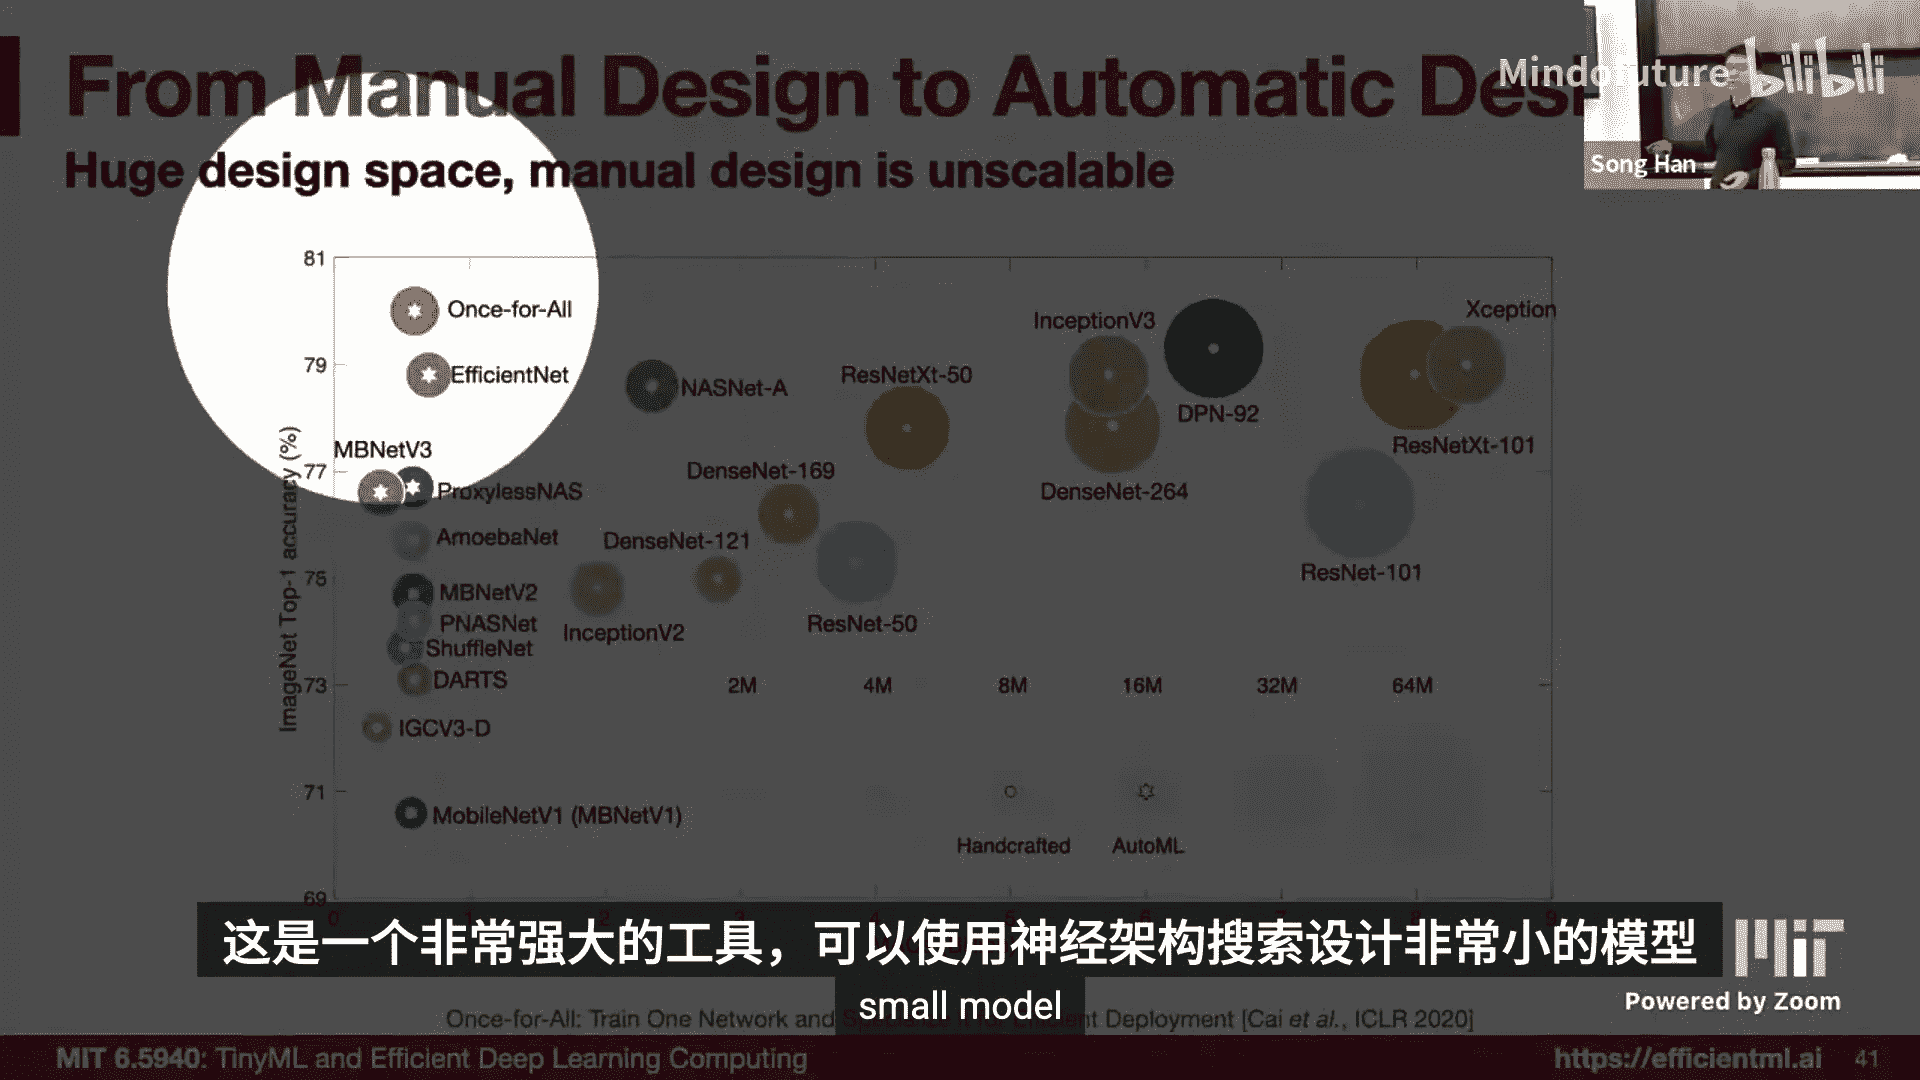 From Manual Design to Automatic Desi
Mindofuture bilibili
Huge design space, manual design is unscalable
Song Han
81
Once-for-All
Xception
InceptionV3
79
EfficientNet
NASNet-A
ResNetXt-50
DPN-92
MBNetV3
ResNetXt-101
77
DenseNet-169
ProxylessNAS
DenseNet-264
AmoebaNet
DenseNet-121
ResNet-101
75
MBNetV2
PNASNet
InceptionV2
ResNet-50
ShuffleNet
DARTS
73
2M
4M
8M
16M
32M
64M
ImageNet Top-1 accuracy (%)
IGCV3-D
71
MobileNetV1 (MBNetV1)
Handcrafted
AutoML
69
这是一个非常强大的工具，可以使用神经架构搜索设计非常小的模型
small model
MIT
Powered by Zoom
Once-for-All: Train One Network and
Deployment [Cai et al., ICLR 2020]
MIT 6.5940: TinyML and Efficient Deep Learning Computing
https://efficientml.ai
41